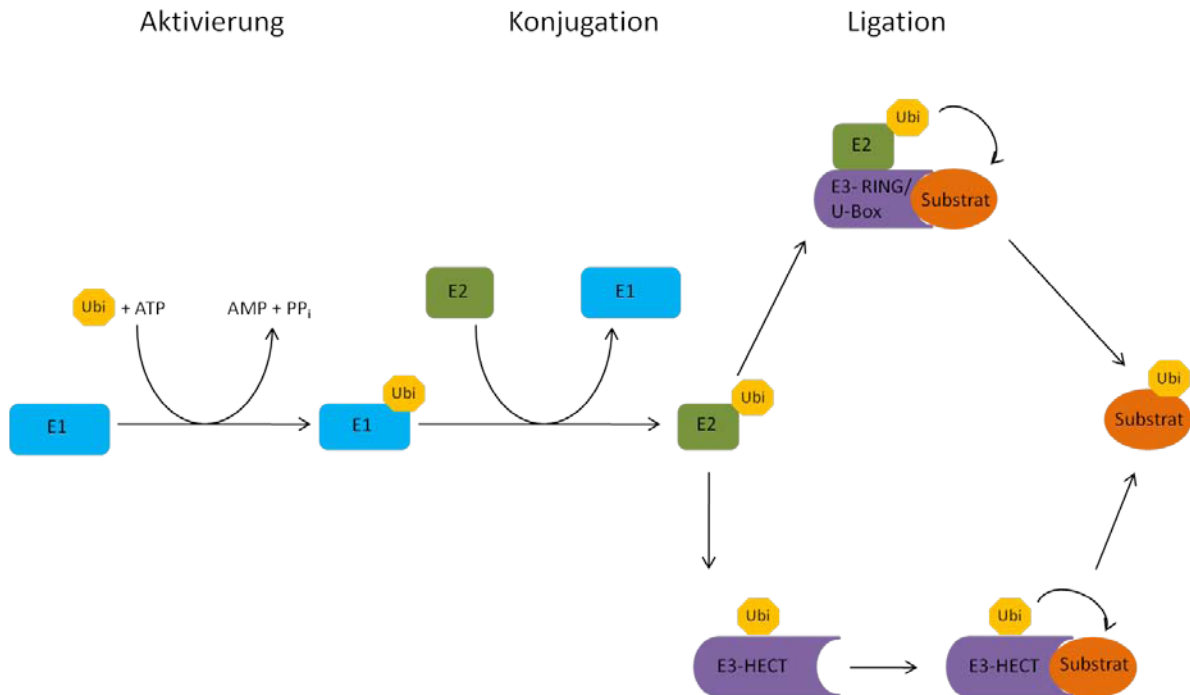 Aktivierung
Konjugation
Ligation
Ubi
E2
E3- RING/
U-Box
Substrat
Ubi
+ ATP
AMP + PPi
E2
E1
E1
Ubi
E1
Ubi
E2
Ubi
Substrat
Ubi
E3-HECT
Ubi
E3-HECT
Substrat